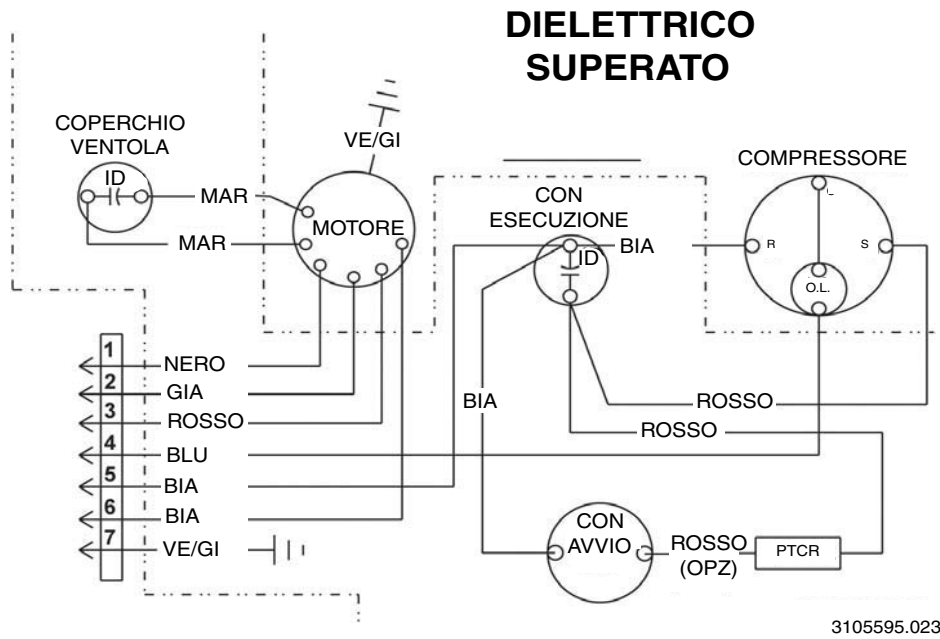 DIELETTRICO
SUPERATO
COPERCHIO
VENTOLA
ID
MAR
MAR
VE/GI
MOTORE
CON
ESECUZIONE
ID
BIA
COMPRESSORE
L
R
S
O.L.
1
NERO
2
GIA
3
ROSSO
4
BLU
5
BIA
6
BIA
7
VE/GI
BIA
ROSSO
ROSSO
CON
AVVIO
ROSSO
(OPZ)
PTCR
3105595.023